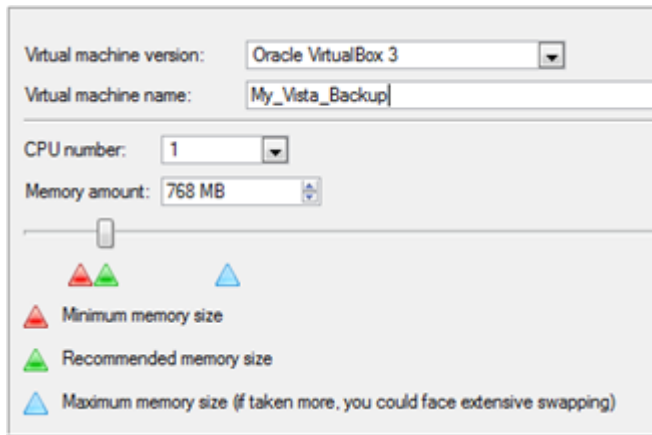 Virtual machine version: Oracle VirtualBox 3
Virtual machine name: My_Vista_Backup
CPU number: 1
Memory amount: 768 MB
Minimum memory size
Recommended memory size
Maximum memory size (if taken more, you could face extensive swapping)